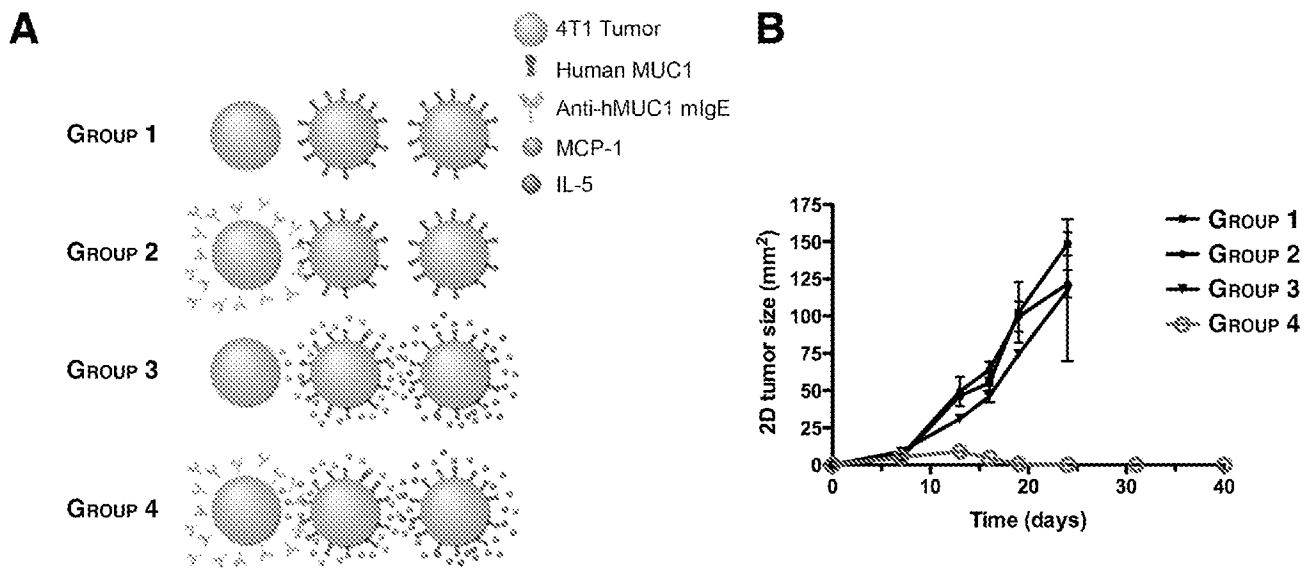 A
4T1 Tumor
Human MUC1
Anti-hMUC1 mIgE
MCP-1
IL-5
GROUP 1
GROUP 2
GROUP 3
GROUP 4
B
2D tumor size (mm²)
175
150
125
100
75
50
25
0
0 10 20 30 40
Time (days)
GROUP 1
GROUP 2
GROUP 3
GROUP 4